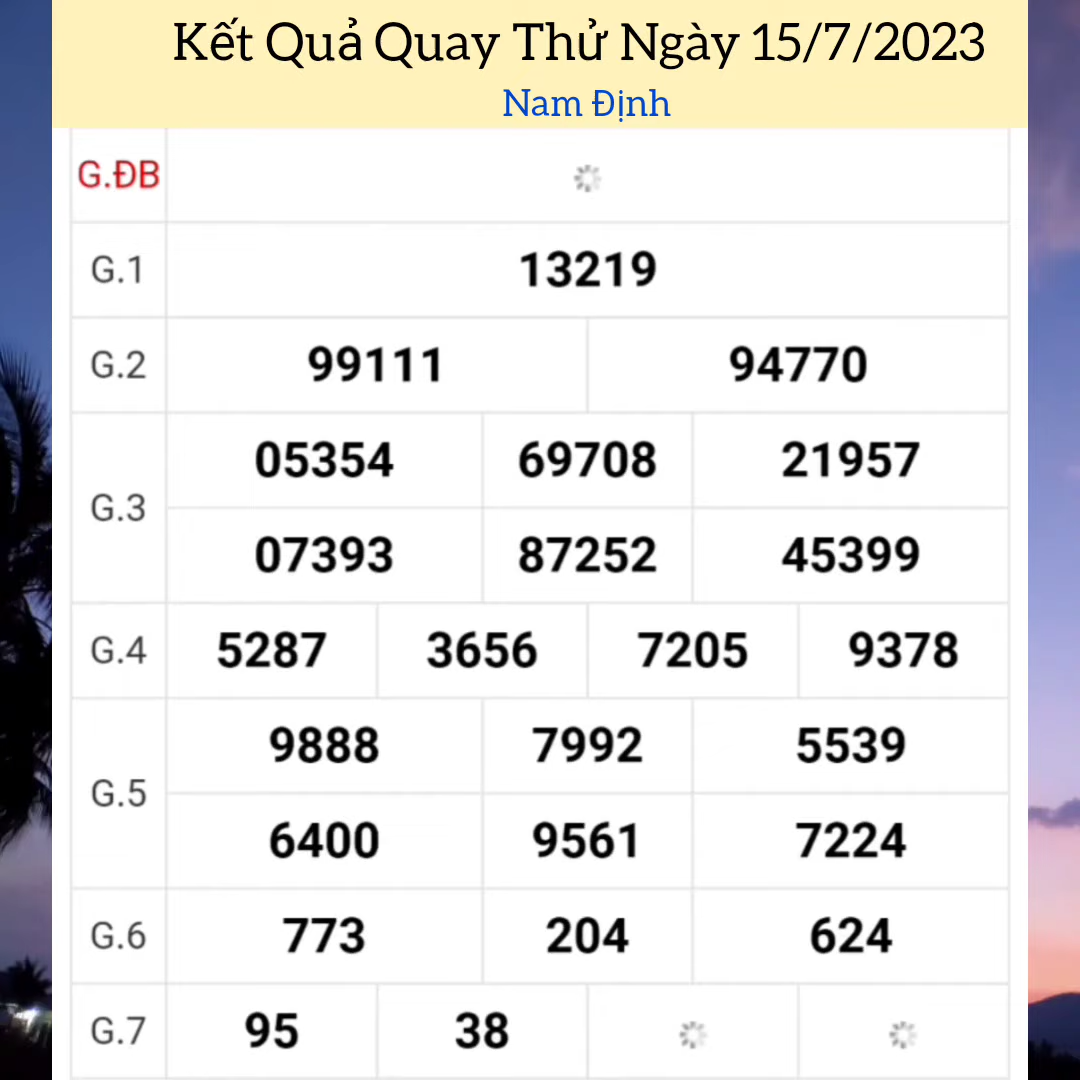 Kết Quả Quay Thử Ngày 15/7/2023
Nam Định
G.ĐB
G.1 13219
G.2 99111 94770
G.3
05354 69708 21957
07393 87252 45399
G.4 5287 3656 7205 9378
G.5
9888 7992 5539
6400 9561 7224
G.6 773 204 624
G.7 95 38